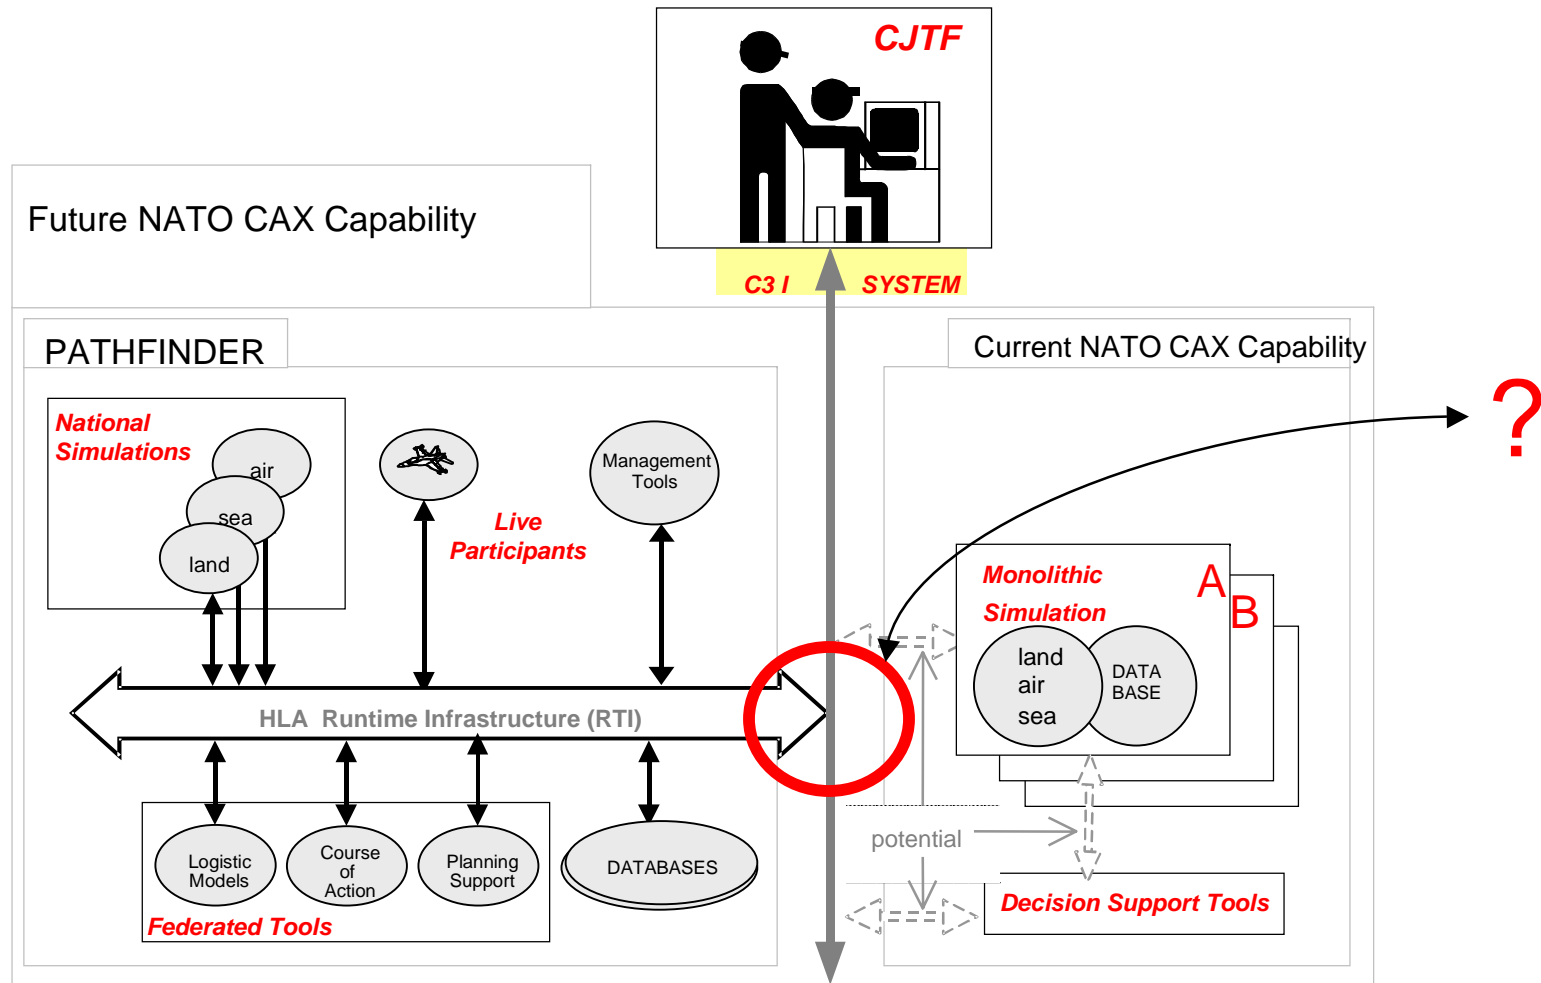 CJTF
Future NATO CAX Capability
C3 I SYSTEM
PATHFINDER
Current NATO CAX Capability
National
Simulations
air
sea
land
Live
Participants
Management
Tools
?
Monolithic
Simulation
A
B
land
air
sea
DATA
BASE
HLA Runtime Infrastructure (RTI)
potential
Logistic
Models
Course
of
Action
Planning
Support
DATABASES
Federated Tools
Decision Support Tools